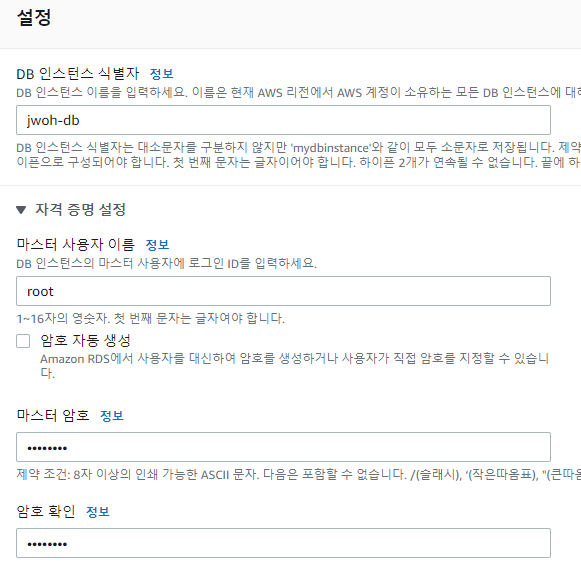 설정
DB 인스턴스 식별자 정보
DB 인스턴스 이름을 입력하세요. 이름은 현재 AWS 리전에서 AWS 계정이 소유하는 모든 DB 인스턴스에 대해
jwoh-db
DB 인스턴스 식별자는 대소문자를 구분하지 않지만 'mydbinstance'와 같이 모두 소문자로 저장됩니다. 제약
이픈으로 구성되어야 합니다. 첫 번째 문자는 글자이어야 합니다. 하이픈 2개가 연속될 수 없습니다. 끝에 하
▼ 자격 증명 설정
마스터 사용자 이름 정보
DB 인스턴스의 마스터 사용자에 로그인 ID를 입력하세요.
root
1~16자의 영숫자. 첫 번째 문자는 글자여야 합니다.
암호 자동 생성
Amazon RDS에서 사용자를 대신하여 암호를 생성하거나 사용자가 직접 암호를 지정할 수 있습니
다.
마스터 암호 정보
••••••••
제약 조건: 8자 이상의 인쇄 가능한 ASCII 문자. 다음은 포함할 수 없습니다. /(슬래시), '(작은따옴표), "(큰따옴
암호 확인 정보
••••••••